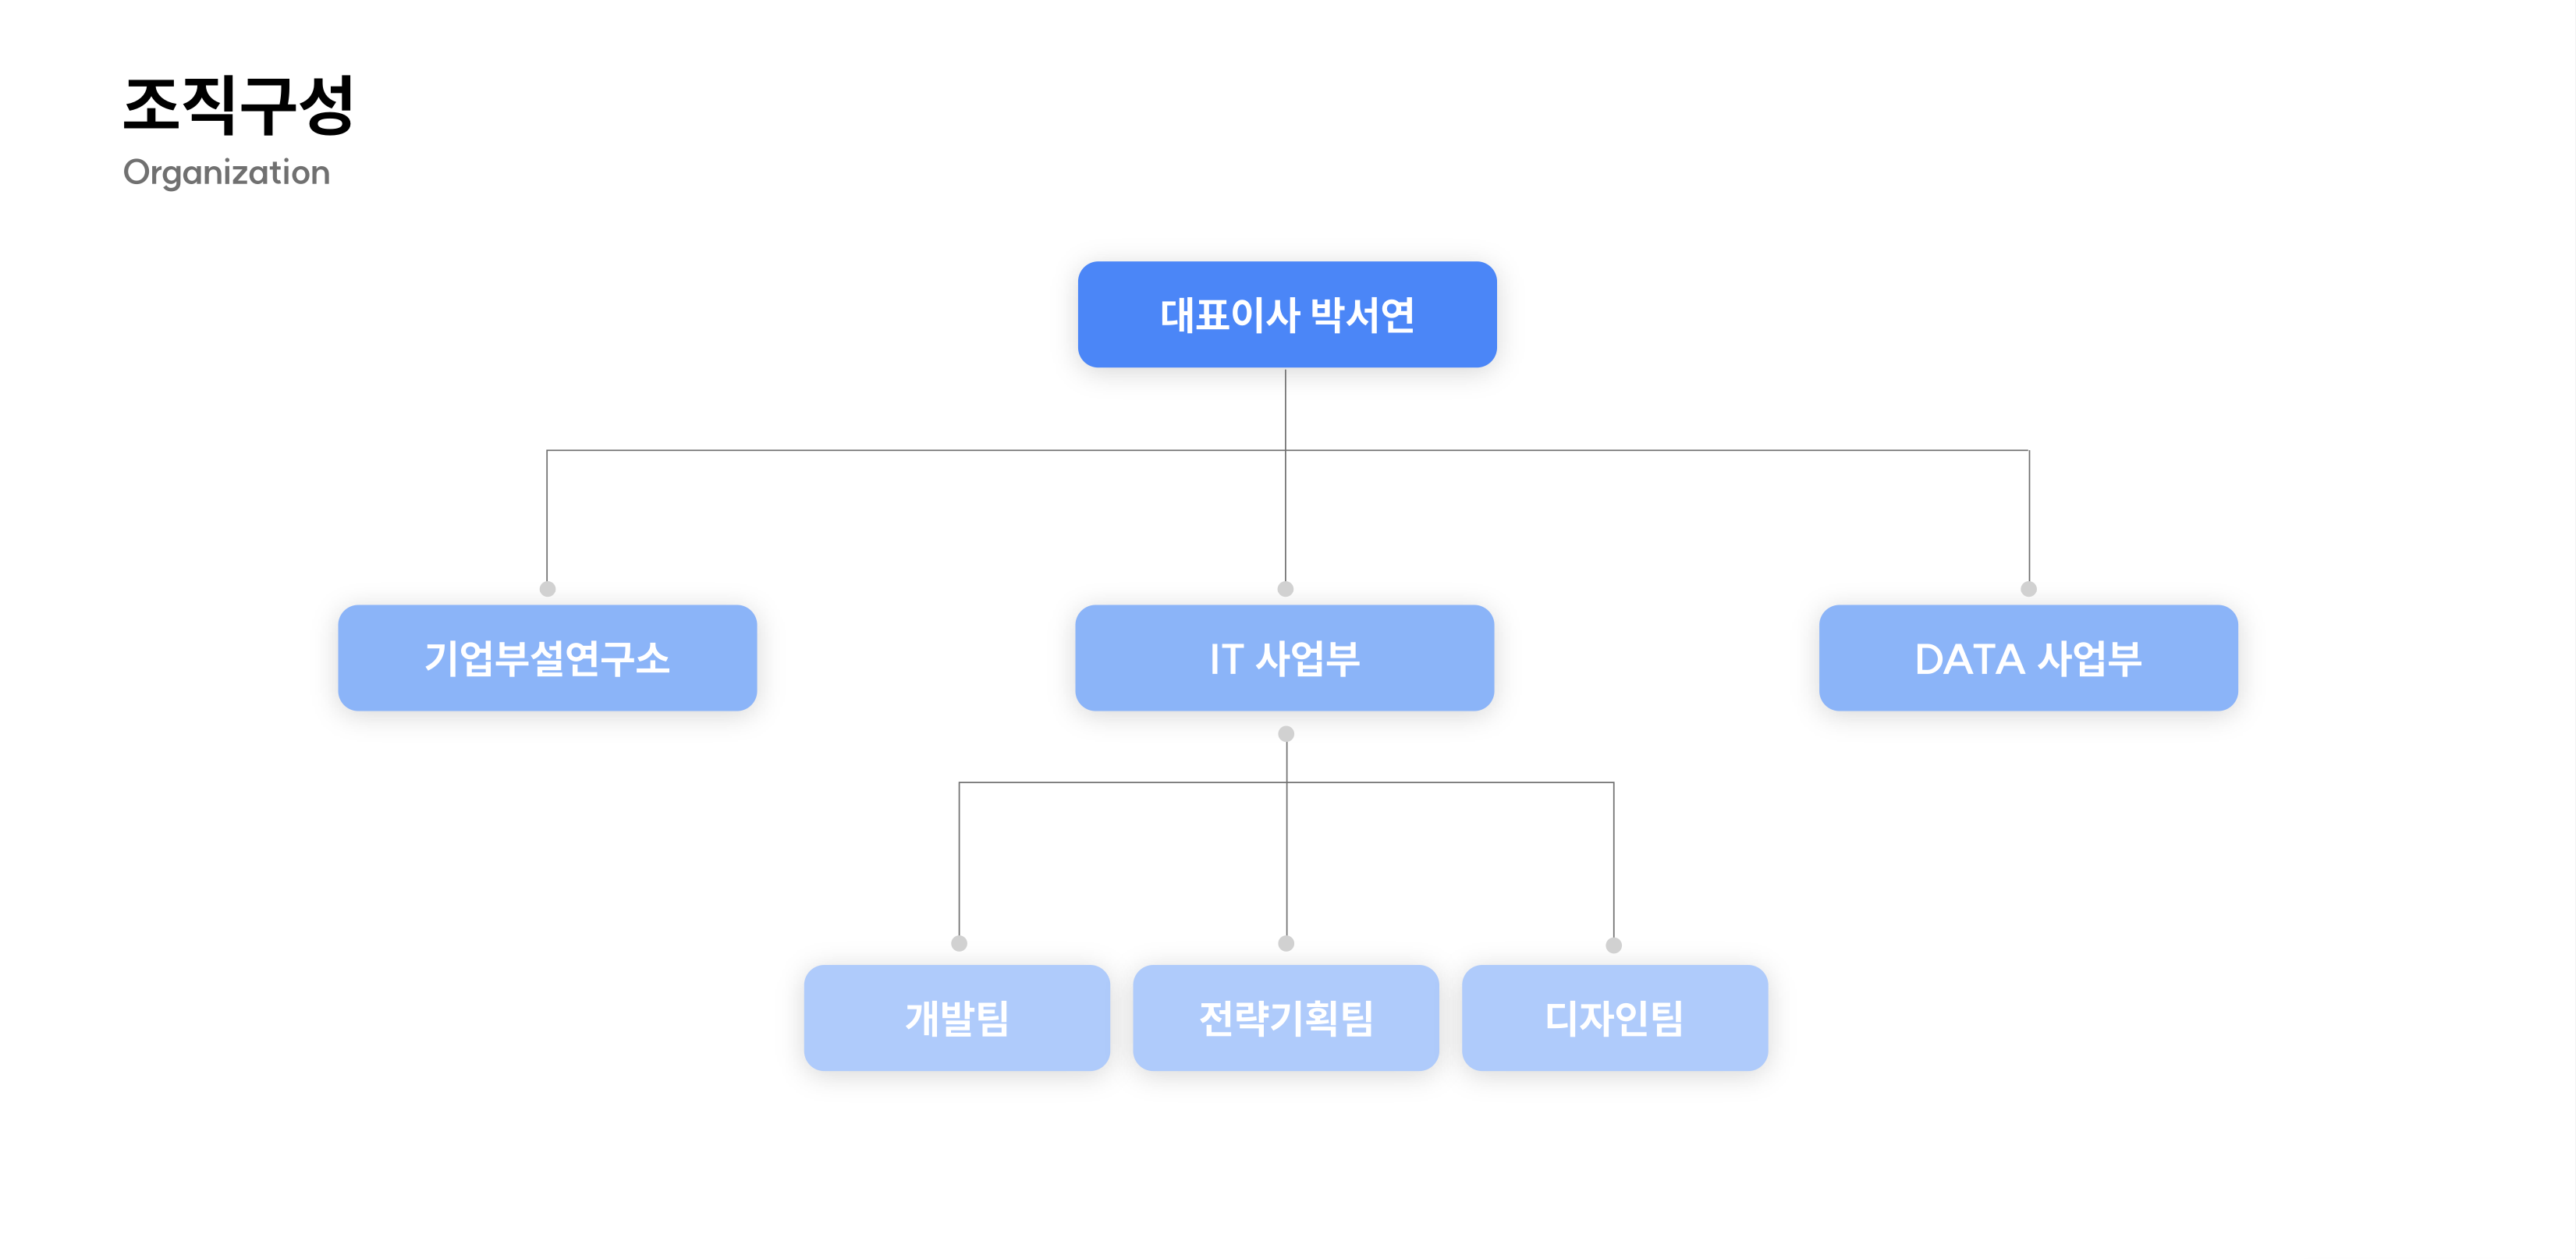 조직구성
Organization
대표이사 박서연
기업부설연구소
IT 사업부
DATA 사업부
개발팀
전략기획팀
디자인팀